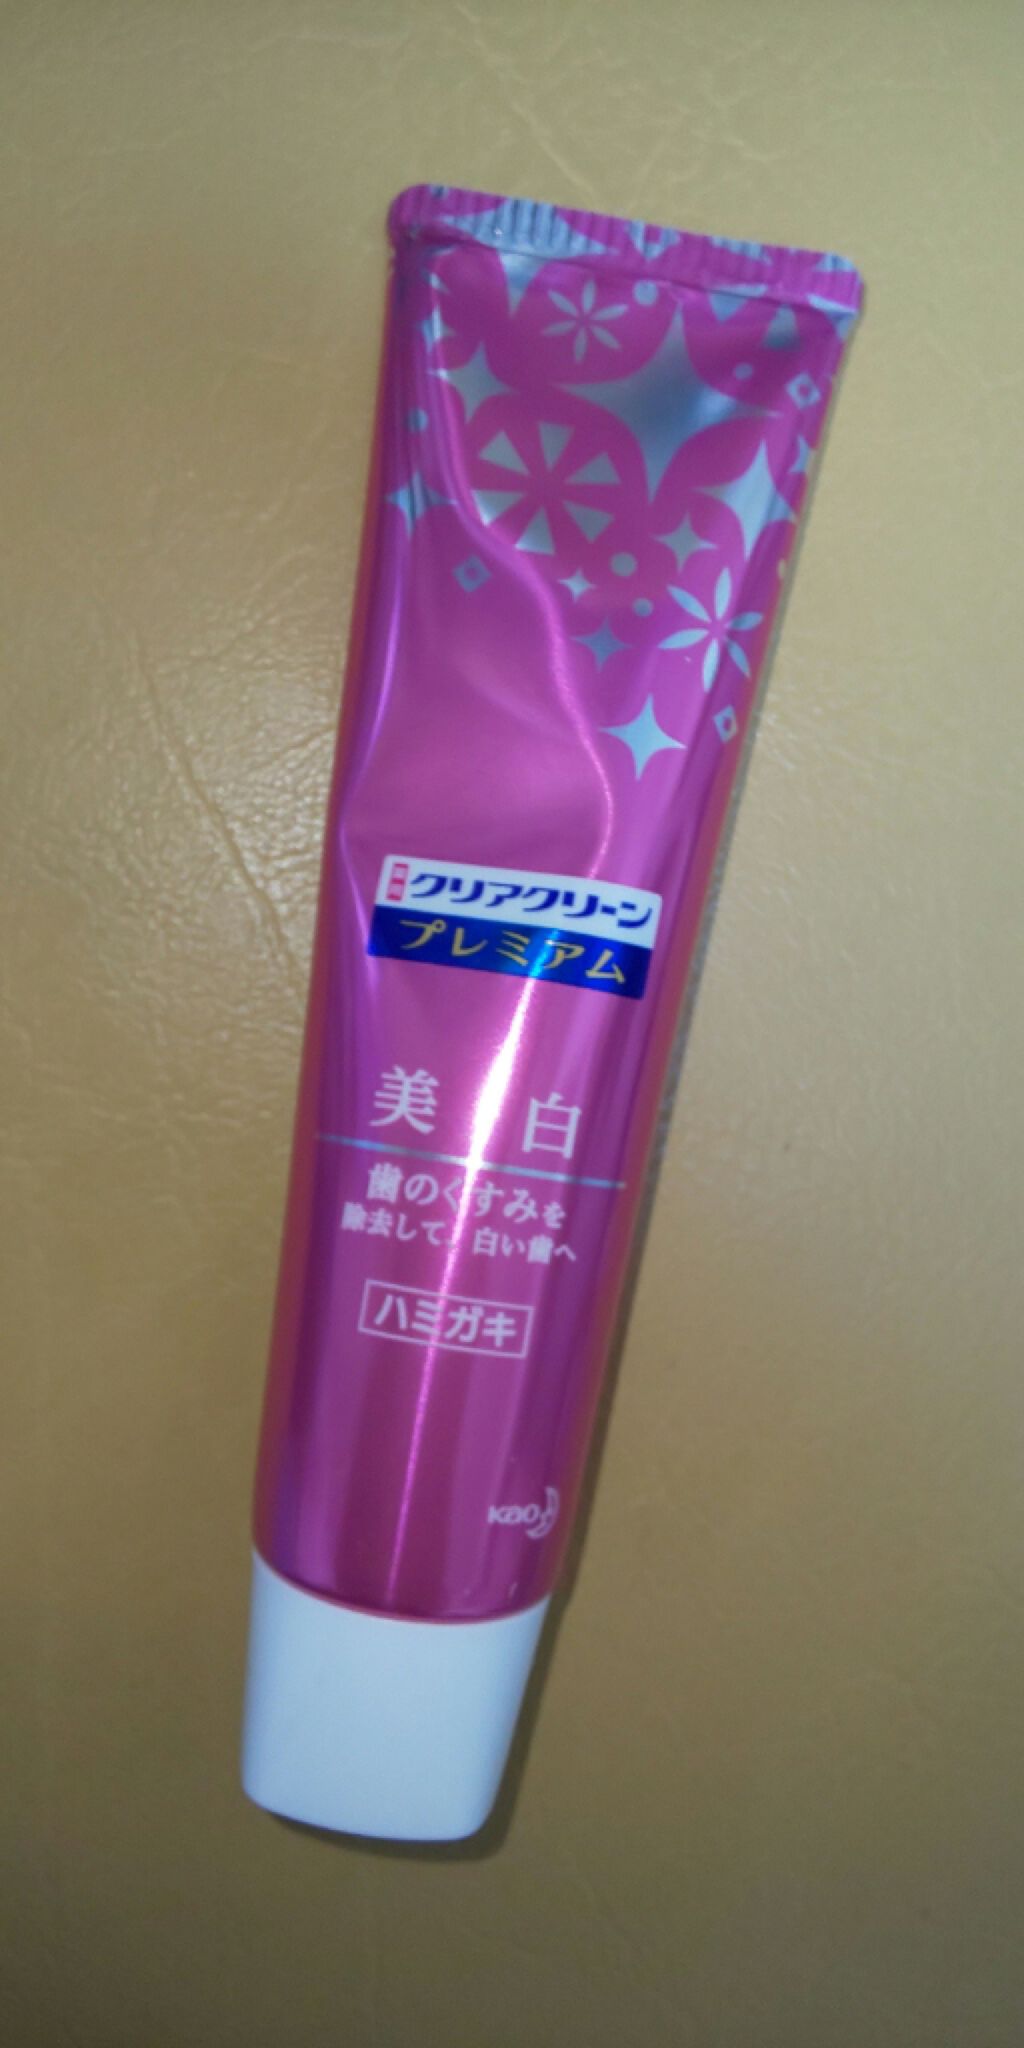 薬用 クリアクリーン
プレミアム
美白
歯のくすみを
除去して、白い歯へ
ハミガキ
Kao